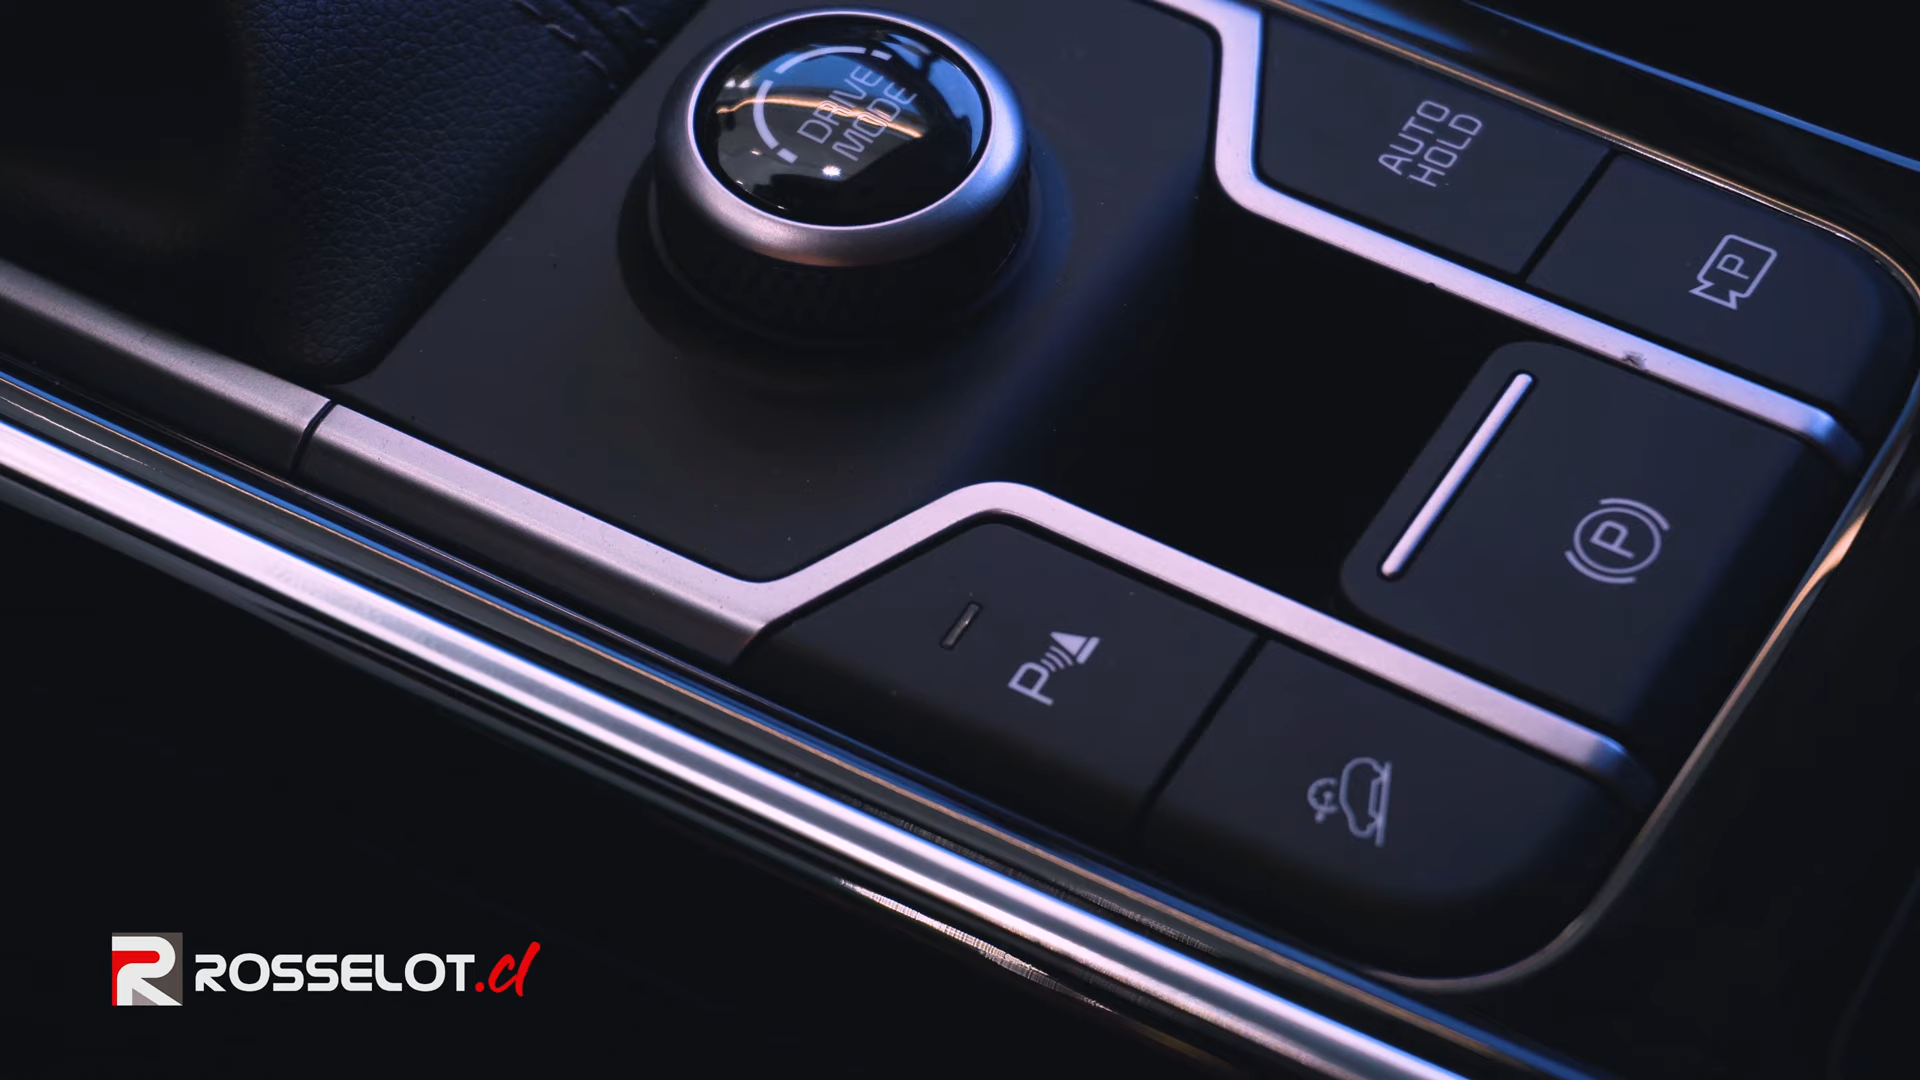 DRIVE
MODE
AUTO
HOLD
P
P
P
ROSSELOT.cl